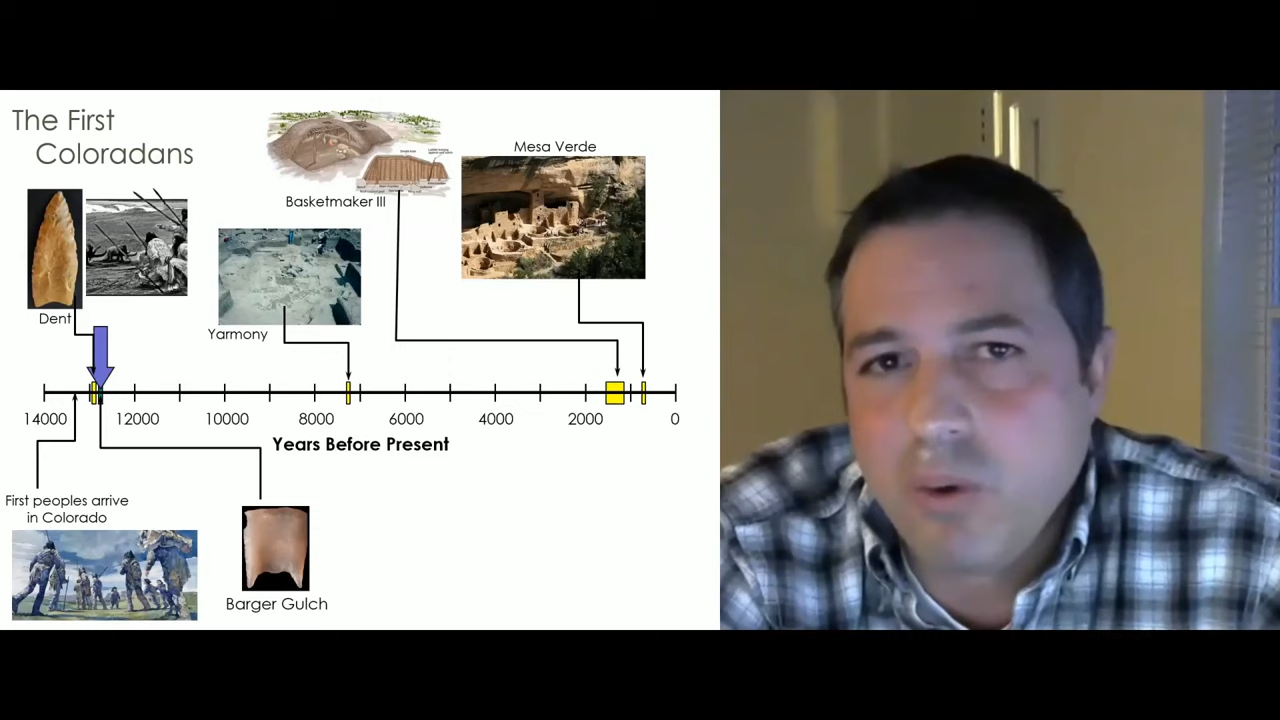 The First
Coloradans
Mesa Verde
Basketmaker III
Dent
Yarmony
14000 12000 10000 8000 6000 4000 2000 0
Years Before Present
First peoples arrive
in Colorado
Barger Gulch